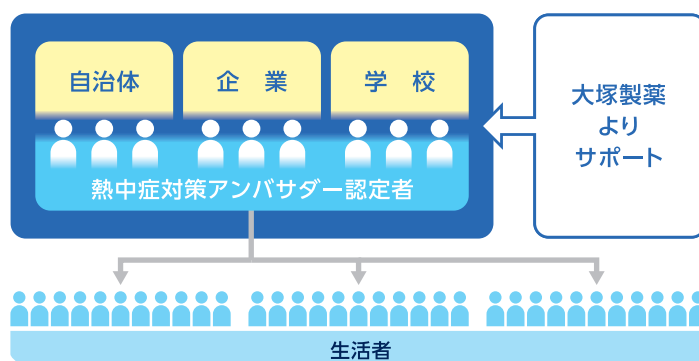 自治体
企　業
学　校
大塚製薬
より
サポート
熱中症対策アンバサダー認定者
生活者